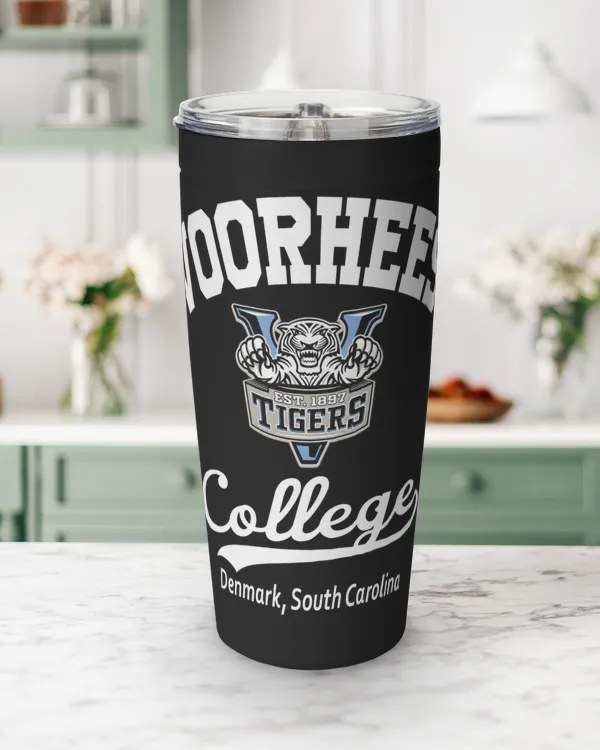 VOORHEES
EST. 1897
TIGERS
College
Denmark, South Carolina